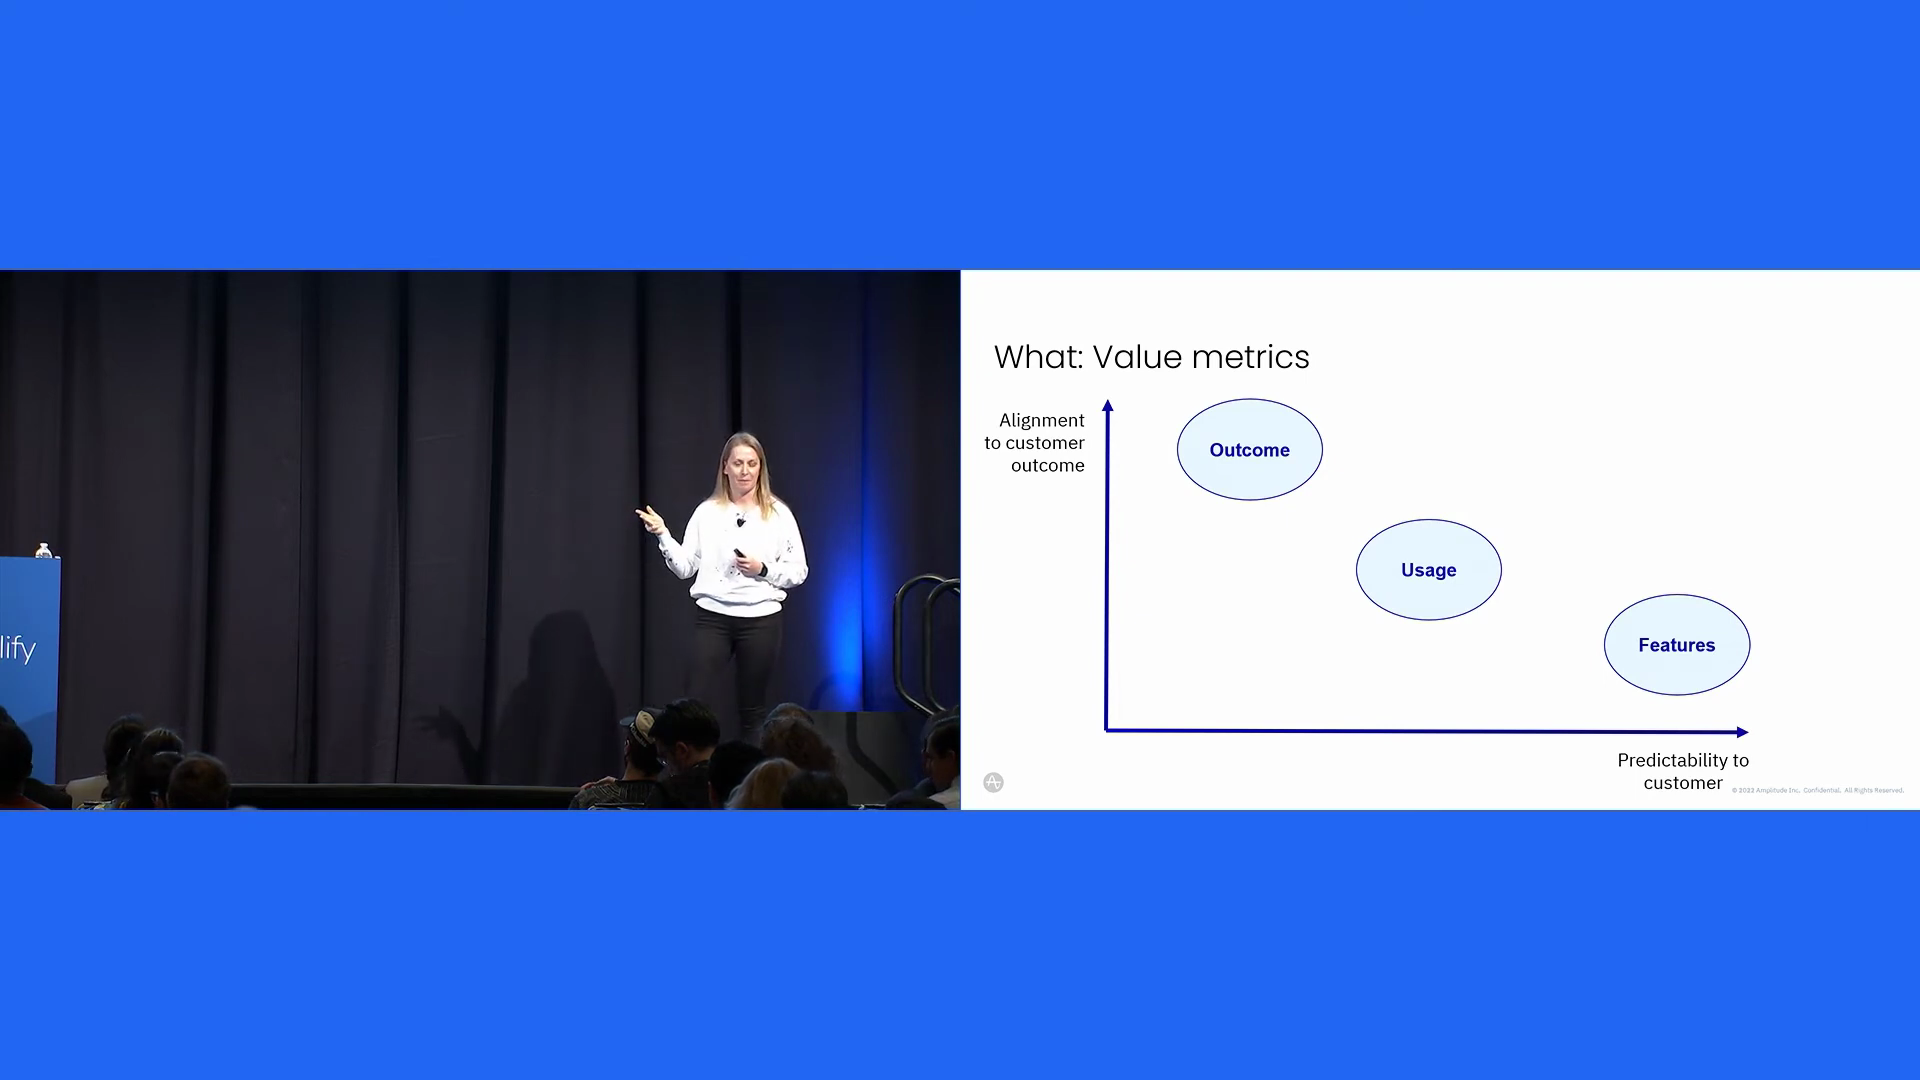 lify
What: Value metrics
Alignment
to customer
outcome
Outcome
Usage
Features
Predictability to
customer
© 2022 Amplitude Inc. Confidential. All Rights Reserved.